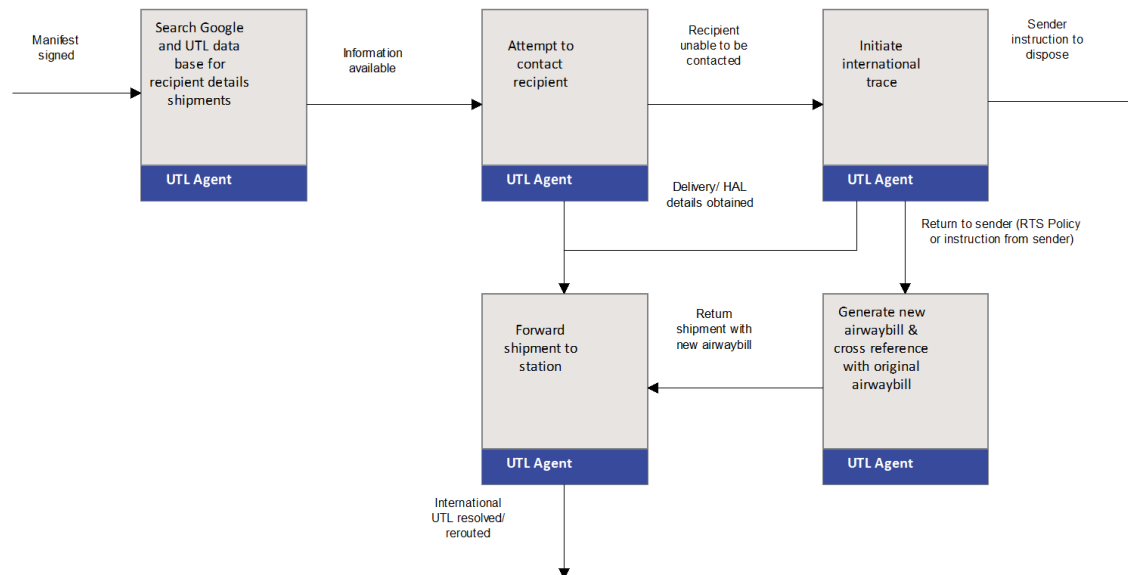 Manifest
signed
Search Google
and UTL data
base for
recipient details
shipments
UTL Agent
Information
available
Attempt to
contact
recipient
UTL Agent
Recipient
unable to be
contacted
Initiate
international
trace
UTL Agent
Sender
instruction to
dispose
Delivery/ HAL
details obtained
Return to sender (RTS Policy
or instruction from sender)
Forward
shipment to
station
UTL Agent
Return
shipment with
new airwaybill
Generate new
airwaybill &
cross reference
with original
airwaybill
UTL Agent
International
UTL resolved/
rerouted